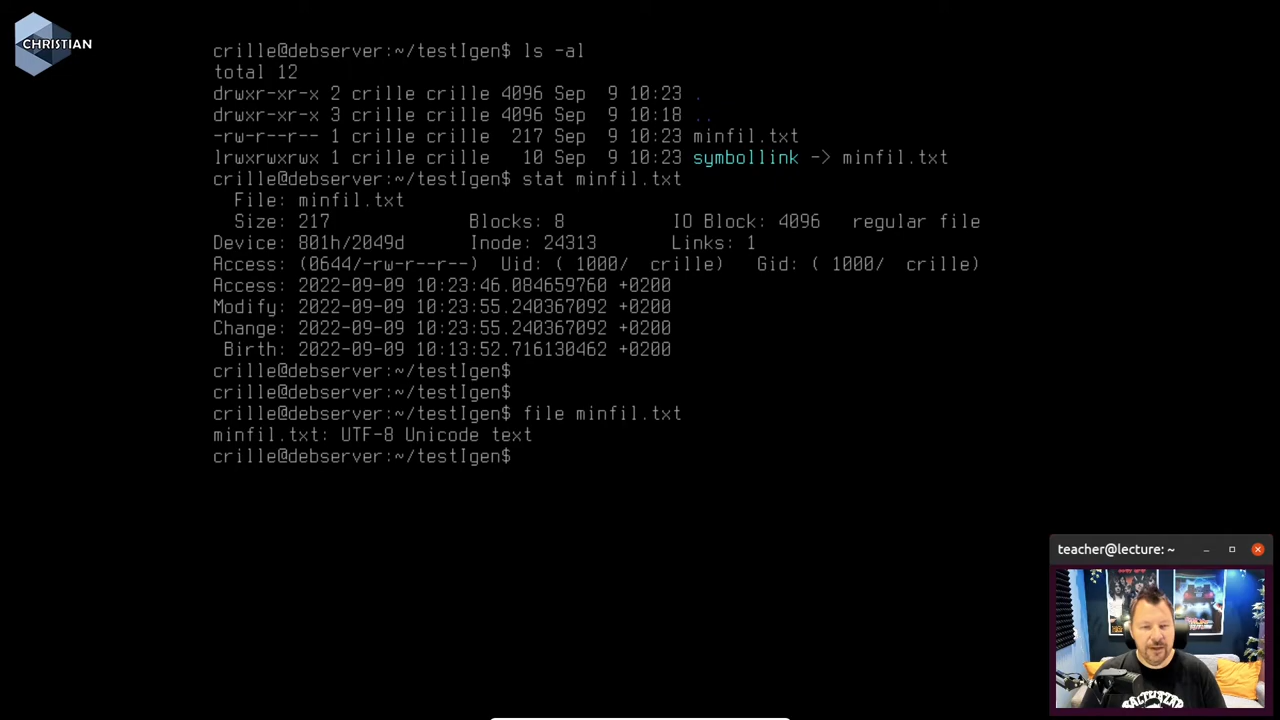 CHRISTIAN
crille@debserver:~/testIgen$ ls -al
total 12
drwxr-xr-x 2 crille crille 4096 Sep  9 10:23 .
drwxr-xr-x 3 crille crille 4096 Sep  9 10:18 ..
-rw-r--r-- 1 crille crille  217 Sep  9 10:23 minfil.txt
lrwxrwxrwx 1 crille crille   10 Sep  9 10:23 symbollink -> minfil.txt
crille@debserver:~/testIgen$ stat minfil.txt
  File: minfil.txt
  Size: 217             Blocks: 8          IO Block: 4096   regular file
Device: 801h/2049d      Inode: 24313       Links: 1
Access: (0644/-rw-r--r--)  Uid: ( 1000/  crille)   Gid: ( 1000/  crille)
Access: 2022-09-09 10:23:46.084659760 +0200
Modify: 2022-09-09 10:23:55.240367092 +0200
Change: 2022-09-09 10:23:55.240367092 +0200
 Birth: 2022-09-09 10:13:52.716130462 +0200
crille@debserver:~/testIgen$
crille@debserver:~/testIgen$
crille@debserver:~/testIgen$ file minfil.txt
minfil.txt: UTF-8 Unicode text
crille@debserver:~/testIgen$
teacher@lecture: ~